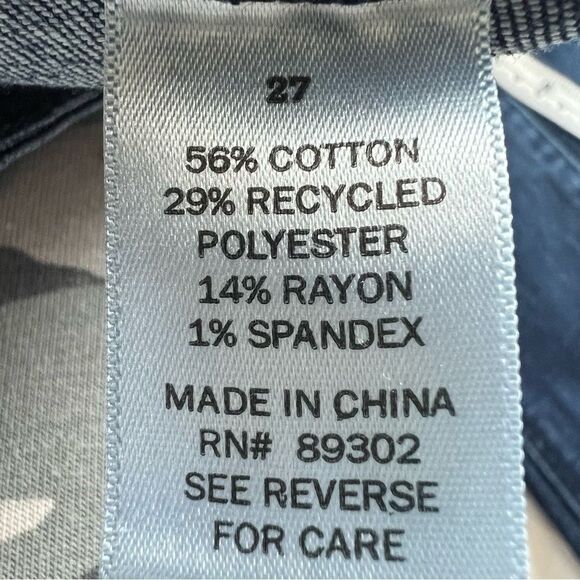 27
56% COTTON
29% RECYCLED
POLYESTER
14% RAYON
1% SPANDEX
MADE IN CHINA
RN# 89302
SEE REVERSE
FOR CARE